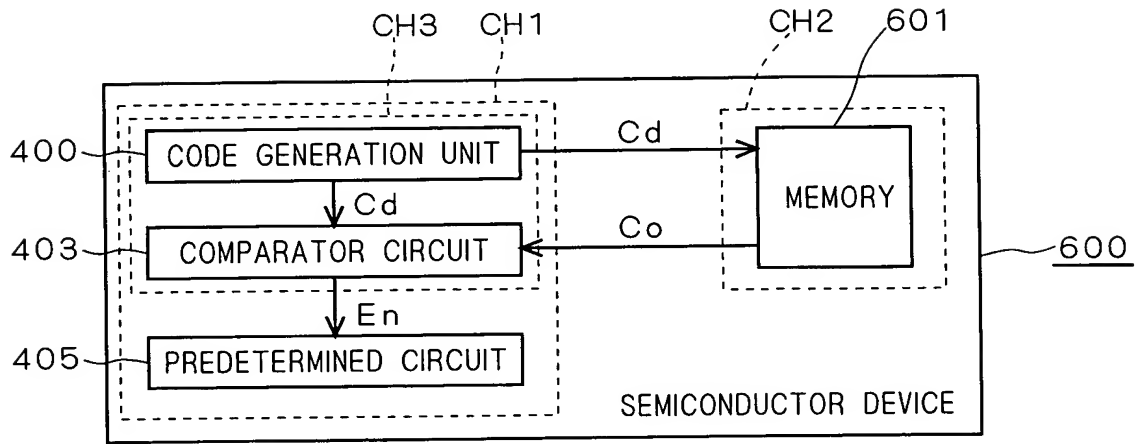 CH3 CH1 CH2 601
400 CODE GENERATION UNIT Cd MEMORY
Cd
403 COMPARATOR CIRCUIT Co 600
En
405 PREDETERMINED CIRCUIT
SEMICONDUCTOR DEVICE